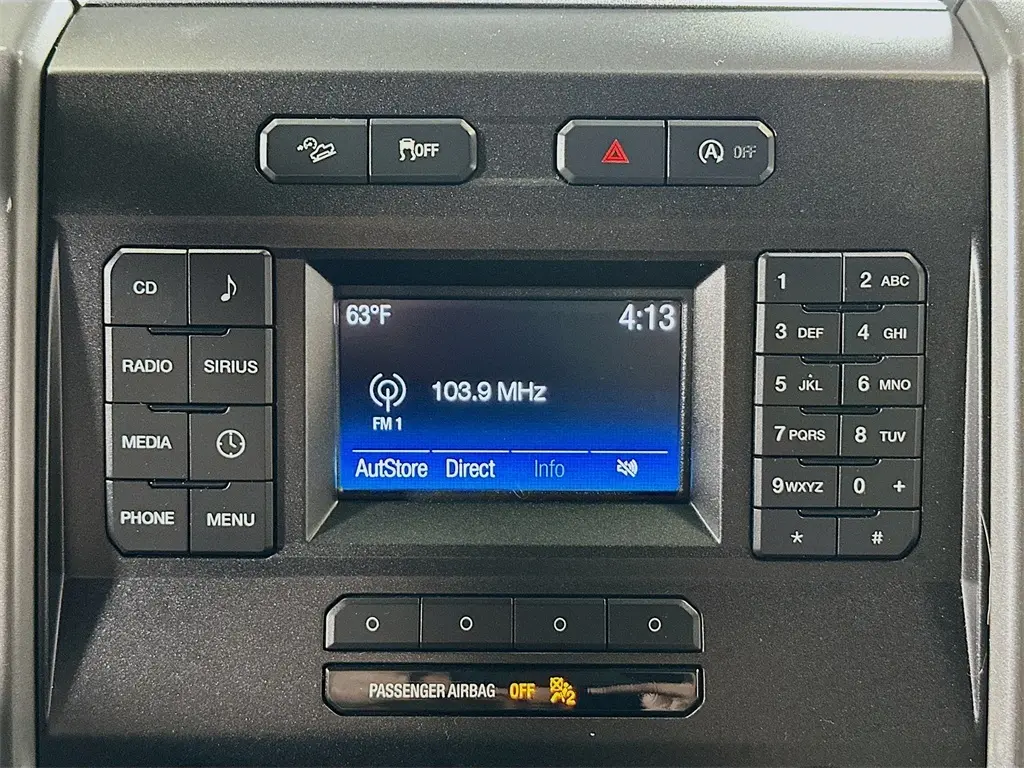 OFF
A OFF
CD
RADIO SIRIUS
MEDIA
PHONE MENU
63°F 4:13
103.9 MHz
FM 1
AutStore Direct Info
1 2 ABC
3 DEF 4 GHI
5 JKL 6 MNO
7 PQRS 8 TUV
9 WXYZ 0 +
* #
PASSENGER AIRBAG OFF 2